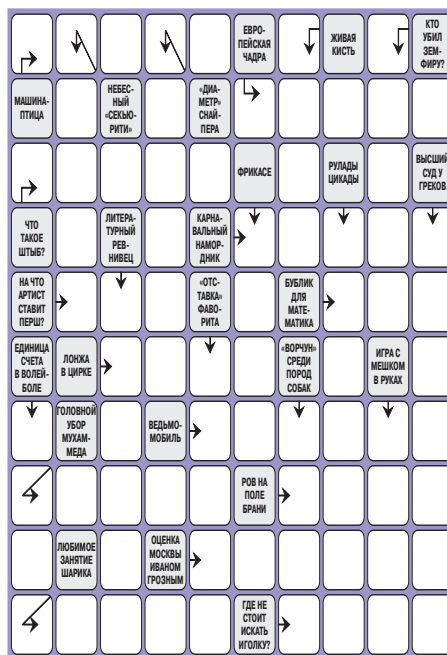 ЕВРО-
ПЕЙСКАЯ
ЧАДРА
ЖИВАЯ
КИСТЬ
КТО
УБИЛ
ЗЕМ-
ФИРУ?
МАШИНА-
ПТИЦА
НЕБЕС-
НЫЙ
«СЕКЬЮ-
РИТИ»
«ДИА-
МЕТР»
СНАЙ-
ПЕРА
ФРИКАСЕ
РУЛАДЫ
ЦИКАДЫ
ВЫСШИЙ
СУД У
ГРЕКОВ
ЧТО
ТАКОЕ
ШТЫБ?
ЛИТЕРА-
ТУРНЫЙ
РЕВ-
НИВЕЦ
КАРНА-
ВАЛЬНЫЙ
НАМОР-
ДНИК
НА ЧТО
АРТИСТ
СТАВИТ
ПЕРШ?
«ОТС-
ТАВКА»
ФАВО-
РИТА
БУБЛИК
ДЛЯ
МАТЕ-
МАТИКА
ЕДИНИЦА
СЧЕТА
В ВОЛЕЙ-
БОЛЕ
ЛОНЖА
В ЦИРКЕ
«ВОРЧУН»
СРЕДИ
ПОРОД
СОБАК
ИГРА С
МЕШКОМ
В РУКАХ
ГОЛОВНОЙ
УБОР
МУХАМ-
МЕДА
ВЕДЬМО-
МОБИЛЬ
РОВ НА
ПОЛЕ
БРАНИ
ЛЮБИМОЕ
ЗАНЯТИЕ
ШАРИКА
ОЦЕНКА
МОСКВЫ
ИВАНОМ
ГРОЗНЫМ
ГДЕ НЕ
СТОИТ
ИСКАТЬ
ИГОЛКУ?